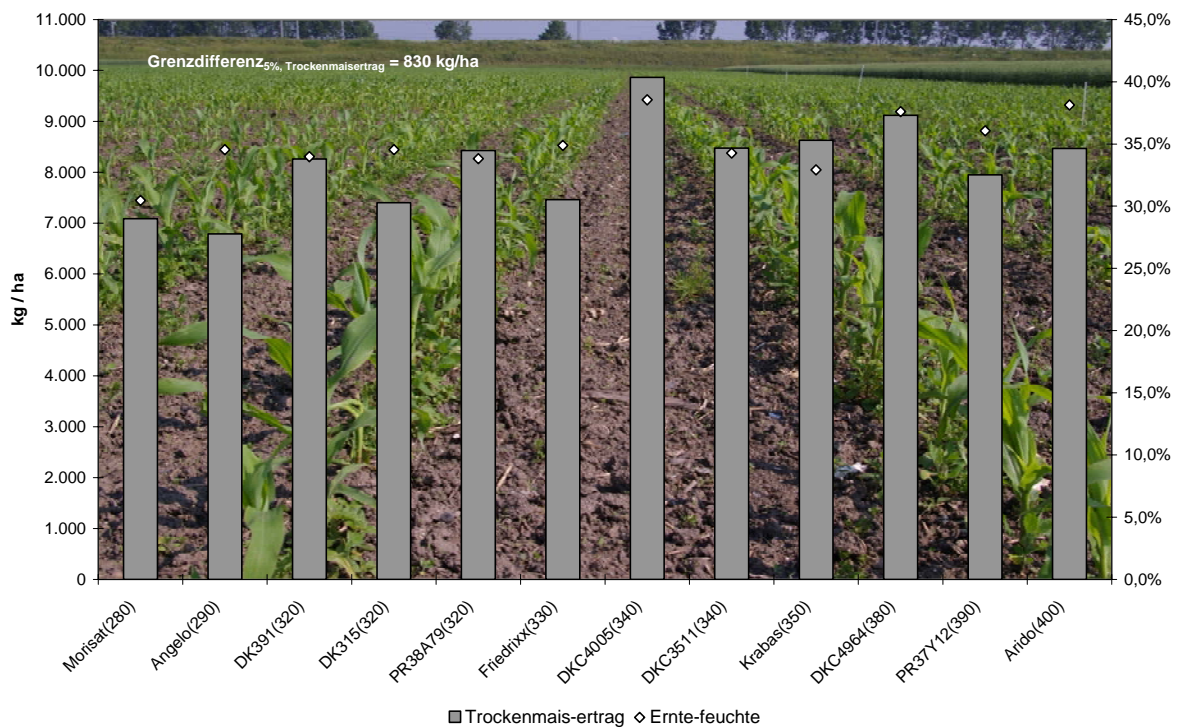 11.000
10.000
9.000
8.000
7.000
6.000
5.000
4.000
3.000
2.000
1.000
0
kg / ha
Grenzdifferenz5%, Trockenmaisertrag = 830 kg/ha
45,0%
40,0%
35,0%
30,0%
25,0%
20,0%
15,0%
10,0%
5,0%
0,0%
Morisat(280)
Angelo(290)
DK391(320)
DK315(320)
PR38A79(320)
Friedrixx(330)
DKC4005(340)
DKC3511(340)
Krabas(350)
DKC4964(380)
PR37Y12(390)
Arido(400)
Trockenmais-ertrag Ernte-feuchte